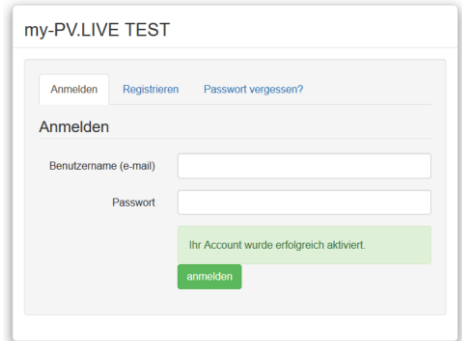 my-PV.LIVE TEST
Anmelden Registrieren Passwort vergessen?
Anmelden
Benutzername (e-mail)
Passwort
Ihr Account wurde erfolgreich aktiviert.
anmelden